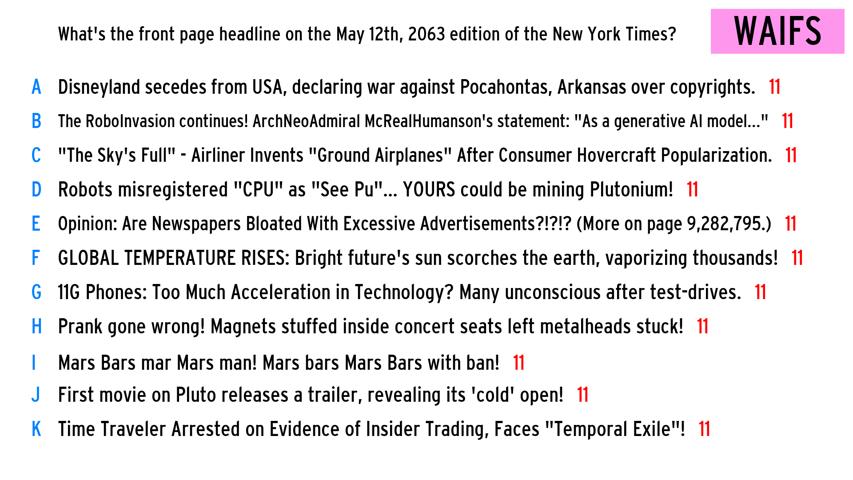 What's the front page headline on the May 12th, 2063 edition of the New York Times?
WAIFS
A Disneyland secedes from USA, declaring war against Pocahontas, Arkansas over copyrights. 11
B The RoboInvasion continues! ArchNeoAdmiral McRealHumanson's statement: "As a generative AI model..." 11
C "The Sky's Full" - Airliner Invents "Ground Airplanes" After Consumer Hovercraft Popularization. 11
D Robots misregistered "CPU" as "See Pu"... YOURS could be mining Plutonium! 11
E Opinion: Are Newspapers Bloated With Excessive Advertisements?!?!? (More on page 9,282,795.) 11
F GLOBAL TEMPERATURE RISES: Bright future's sun scorches the earth, vaporizing thousands! 11
G 11G Phones: Too Much Acceleration in Technology? Many unconscious after test-drives. 11
H Prank gone wrong! Magnets stuffed inside concert seats left metalheads stuck! 11
I Mars Bars mar Mars man! Mars bars Mars Bars with ban! 11
J First movie on Pluto releases a trailer, revealing its 'cold' open! 11
K Time Traveler Arrested on Evidence of Insider Trading, Faces "Temporal Exile"! 11